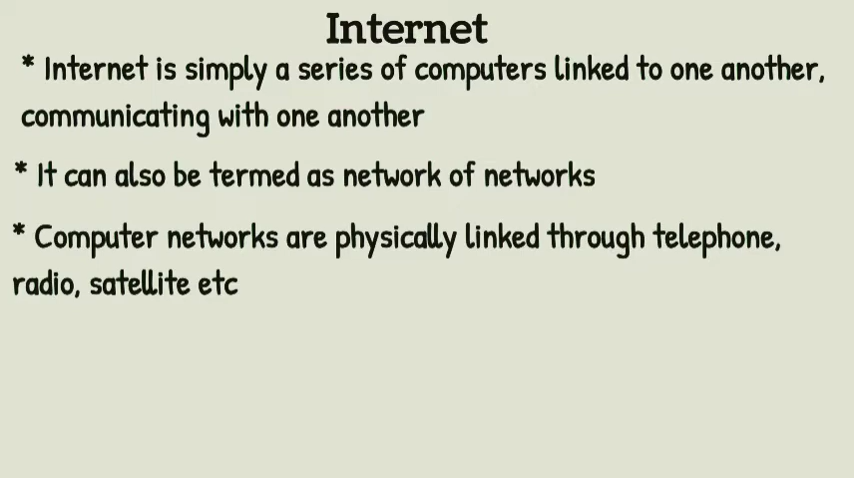 Internet
* Internet is simply a series of computers linked to one another,
communicating with one another
* It can also be termed as network of networks
* Computer networks are physically linked through telephone,
radio, satellite etc